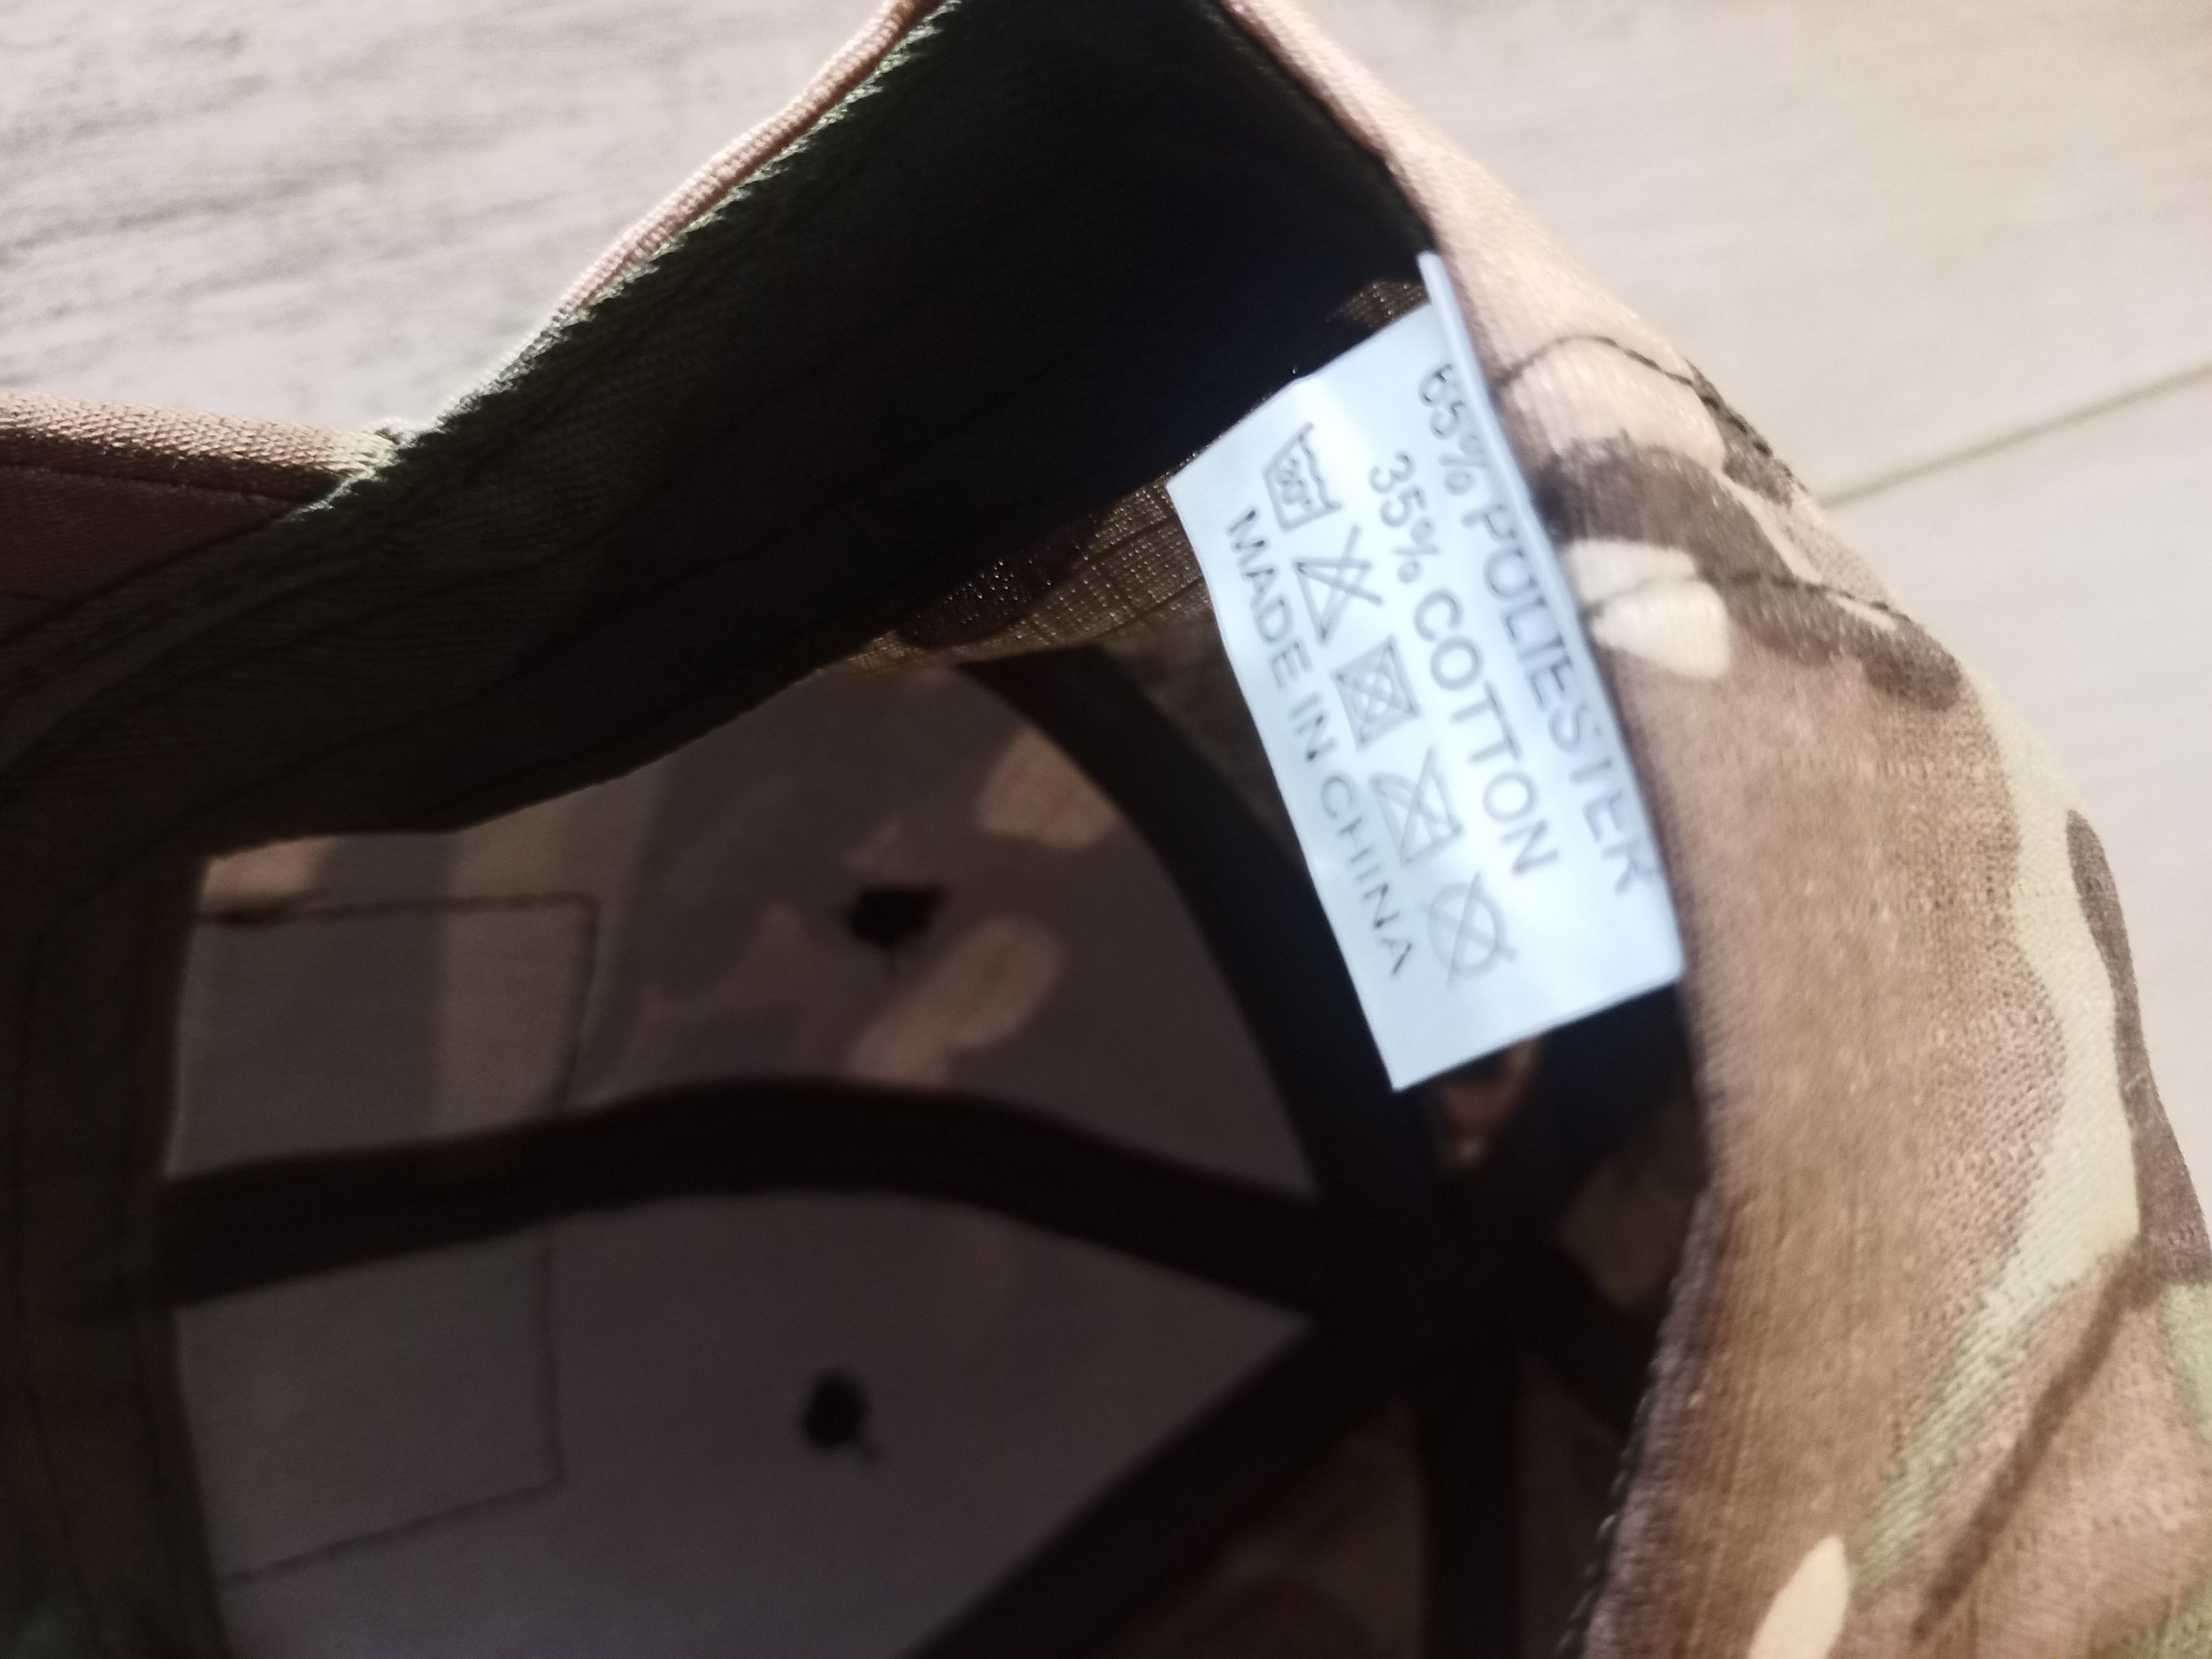 65% POLIESTER
35% COTTON
MADE IN CHINA